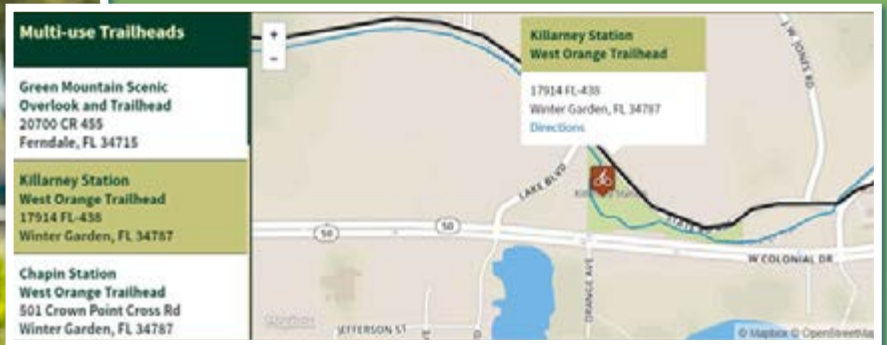 Multi-use Trailheads
Green Mountain Scenic
Overlook and Trailhead
20700 CR 455
Ferndale, FL 34715
Killarney Station
West Orange Trailhead
17914 FL-438
Winter Garden, FL 34787
Chapin Station
West Orange Trailhead
501 Crown Point Cross Rd
Winter Garden, FL 34787
+
−
Killarney Station
West Orange Trailhead
17914 FL-438
Winter Garden, FL 34787
Directions
J W JONES RD
LAKE BLVD
50
50
W COLONIAL DR
ORANGE AVE
JEFFERSON ST
© Mapbox © OpenStreetMap